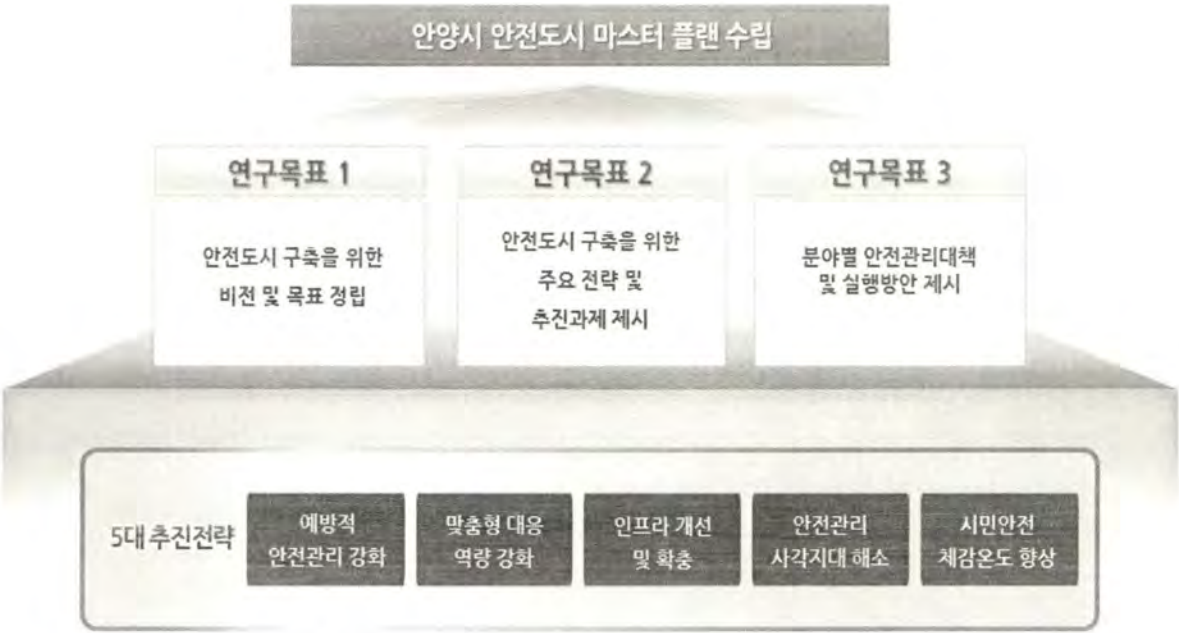 안양시 안전도시 마스터 플랜 수립
연구목표 1
안전도시 구축을 위한
비전 및 목표 정립
연구목표 2
안전도시 구축을 위한
주요 전략 및
추진과제 제시
연구목표 3
분야별 안전관리대책
및 실행방안 제시
5대 추진전략
예방적
안전관리 강화
맞춤형 대응
역량 강화
인프라 개선
및 확충
안전관리
사각지대 해소
시민안전
체감온도 향상